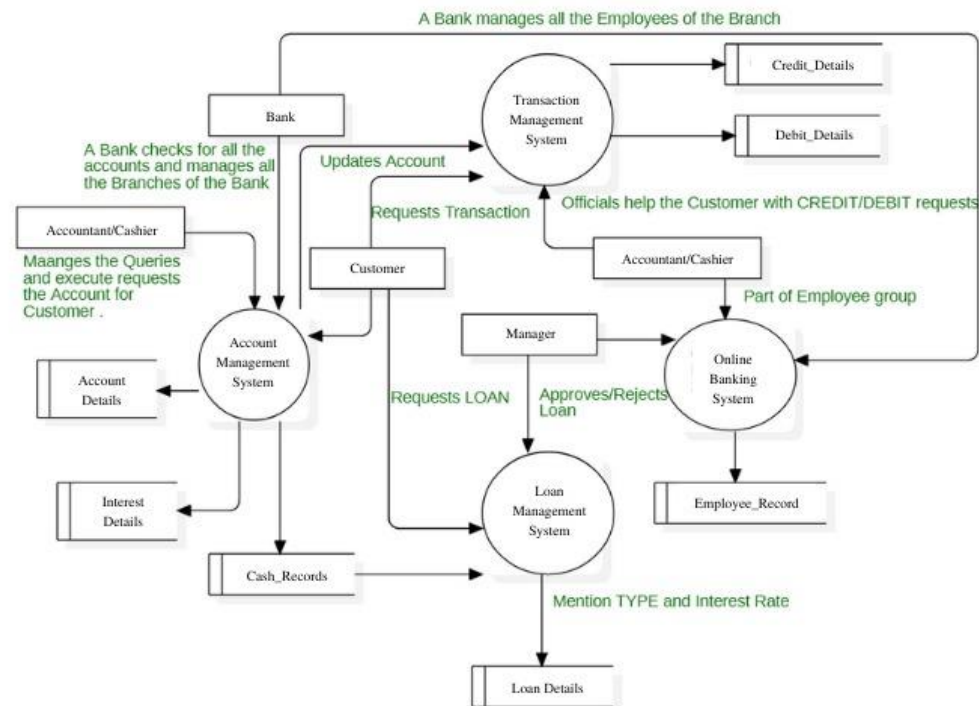 A Bank manages all the Employees of the Branch
Credit_Details
Transaction
Management
System
Bank
Debit_Details
A Bank checks for all the
accounts and manages all
the Branches of the Bank
Updates Account
Requests Transaction
Officials help the Customer with CREDIT/DEBIT requests
Accountant/Cashier
Customer
Accountant/Cashier
Maanges the Queries
and execute requests
the Account for
Customer .
Part of Employee group
Manager
Account
Management
System
Online
Banking
System
Account
Details
Requests LOAN
Approves/Rejects
Loan
Interest
Details
Loan
Management
System
Employee_Record
Cash_Records
Mention TYPE and Interest Rate
Loan Details